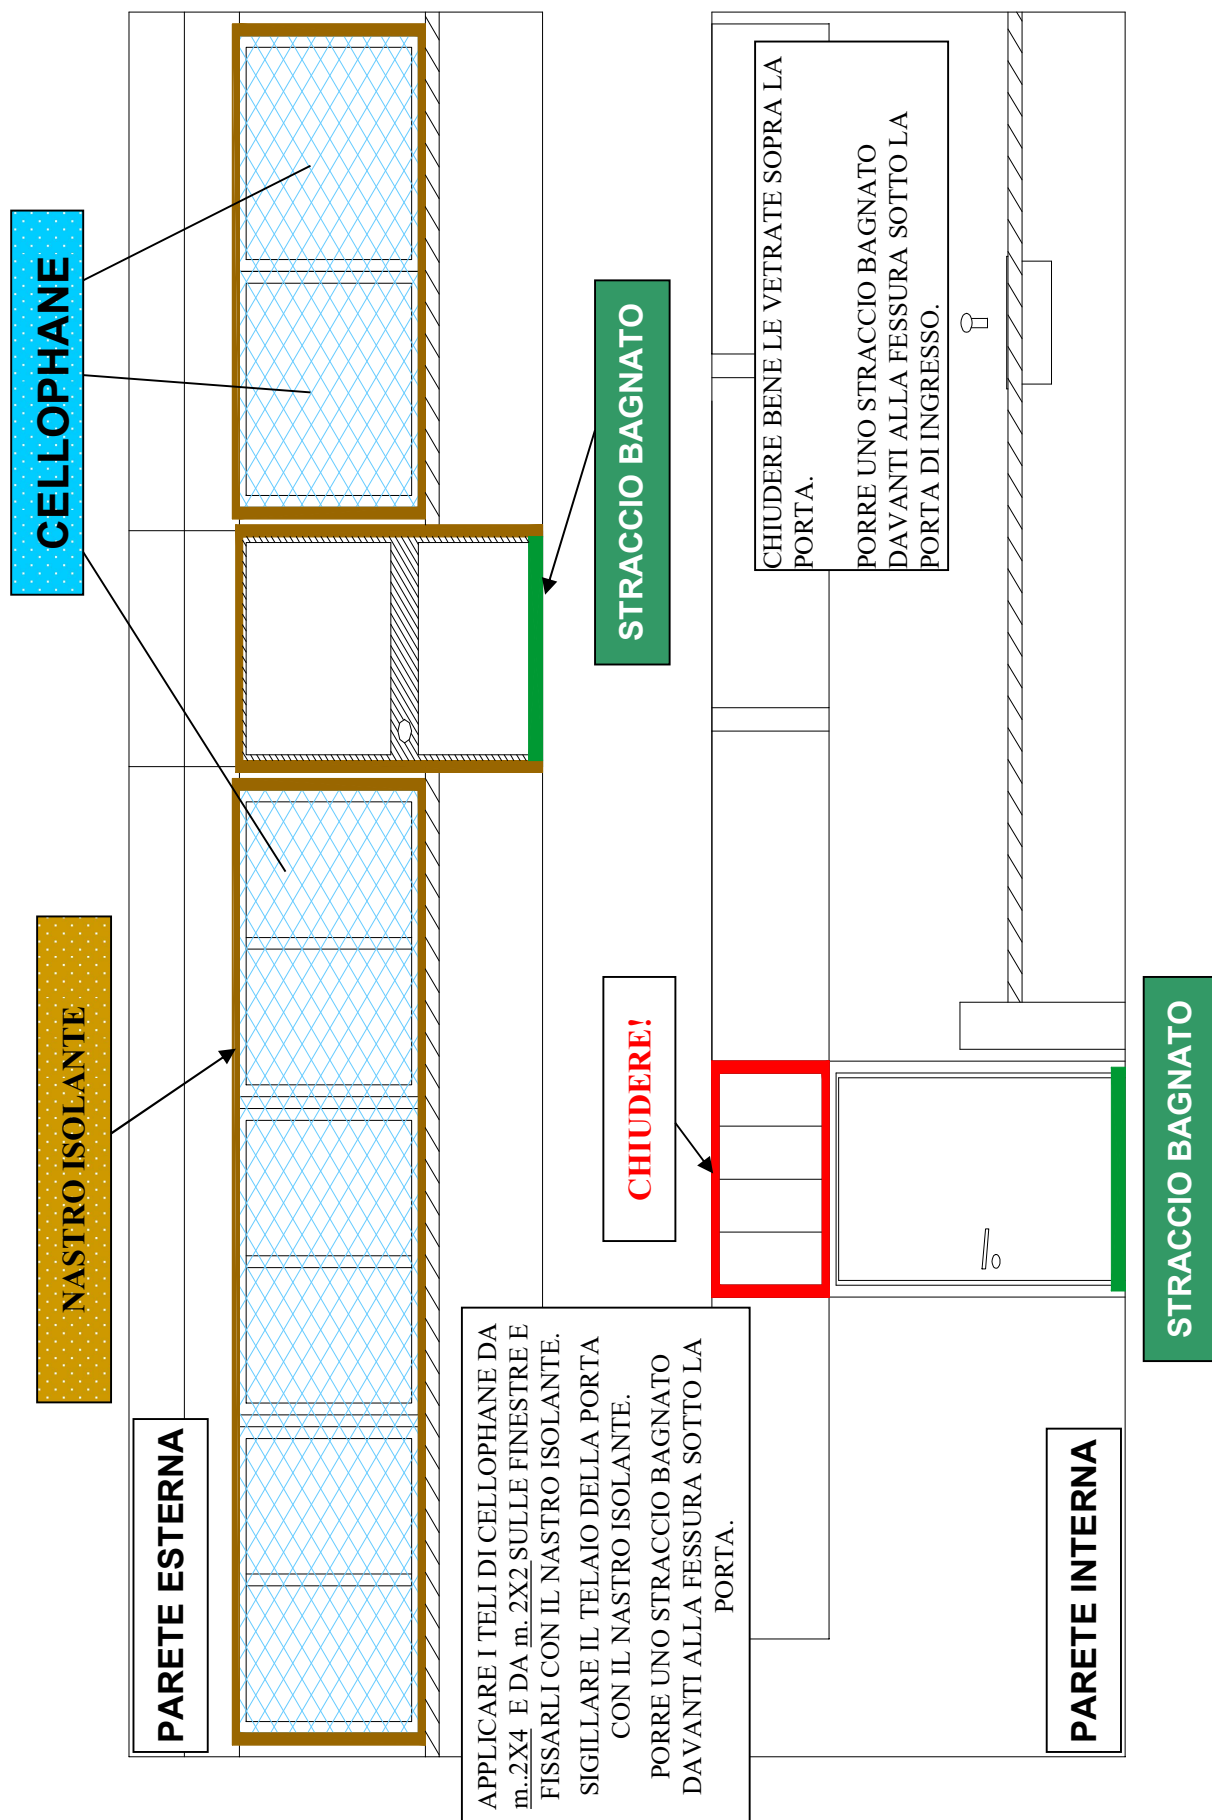 NASTRO ISOLANTE
CELLOPHANE
PARETE ESTERNA
APPLICARE I TELI DI CELLOPHANE DA
m..2X4 E DA m. 2X2 SULLE FINESTRE E
FISSARLI CON IL NASTRO ISOLANTE.
SIGILLARE IL TELAIO DELLA PORTA
CON IL NASTRO ISOLANTE.
PORRE UNO STRACCIO BAGNATO
DAVANTI ALLA FESSURA SOTTO LA
PORTA.
CHIUDERE!
STRACCIO BAGNATO
CHIUDERE BENE LE VETRATE SOPRA LA
PORTA.
PORRE UNO STRACCIO BAGNATO
DAVANTI ALLA FESSURA SOTTO LA
PORTA DI INGRESSO.
PARETE INTERNA
STRACCIO BAGNATO